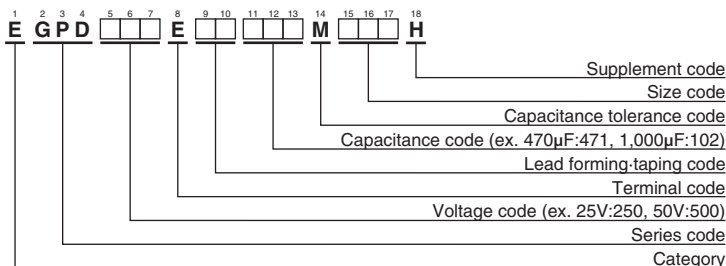 1 2 3 4 5 6 7 8 9 10 11 12 13 14 15 16 17 18
E G P D E M H
Supplement code
Size code
Capacitance tolerance code
Capacitance code (ex. 470µF:471, 1,000µF:102)
Lead forming·taping code
Terminal code
Voltage code (ex. 25V:250, 50V:500)
Series code
Category